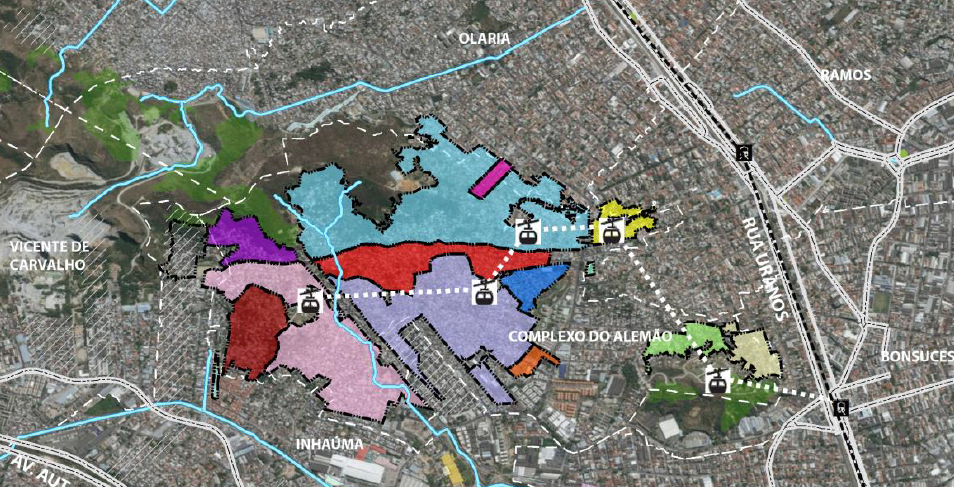 OLARIA
RAMOS
RUA URANOS
VICENTE DE
CARVALHO
COMPLEXO DO ALEMÃO
BONSUCES
INHAÚMA
AV. AUT